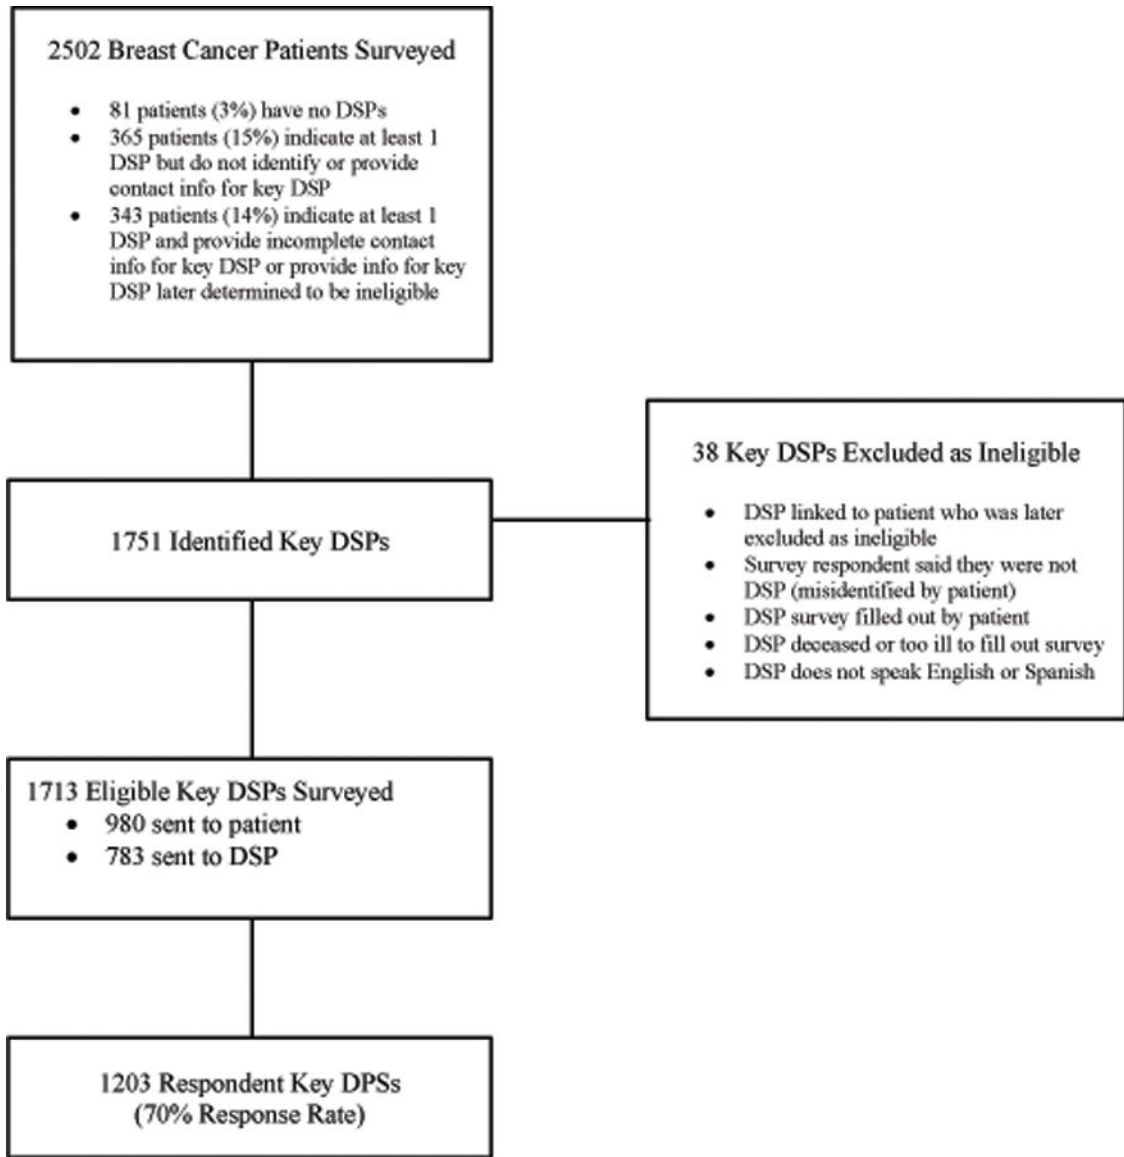 2502 Breast Cancer Patients Surveyed
• 81 patients (3%) have no DSPs
• 365 patients (15%) indicate at least 1
DSP but do not identify or provide
contact info for key DSP
• 343 patients (14%) indicate at least 1
DSP and provide incomplete contact
info for key DSP or provide info for key
DSP later determined to be ineligible
38 Key DSPs Excluded as Ineligible
• DSP linked to patient who was later
excluded as ineligible
• Survey respondent said they were not
DSP (misidentified by patient)
• DSP survey filled out by patient
• DSP deceased or too ill to fill out survey
• DSP does not speak English or Spanish
1751 Identified Key DSPs
1713 Eligible Key DSPs Surveyed
• 980 sent to patient
• 783 sent to DSP
1203 Respondent Key DPSs
(70% Response Rate)